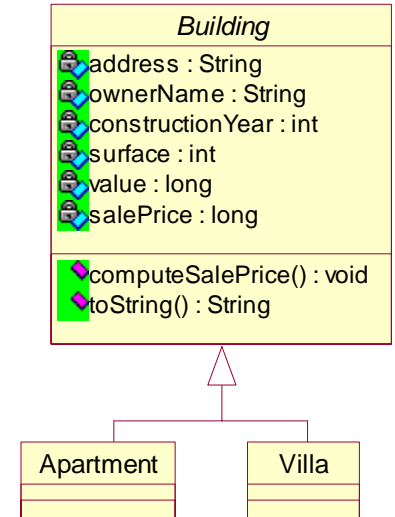 Building
address : String
ownerName : String
constructionYear : int
surface : int
value : long
salePrice : long
computeSalePrice() : void
toString() : String
Apartment
Villa